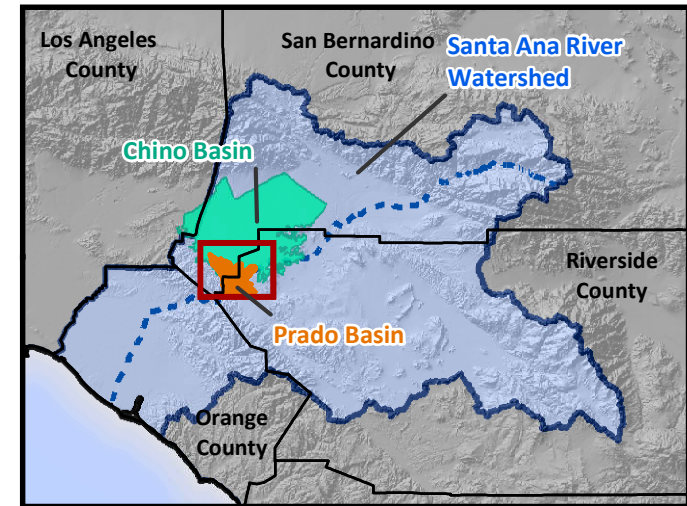 Los Angeles
County
San Bernardino
County
Santa Ana River
Watershed
Chino Basin
Riverside
County
Prado Basin
Orange
County